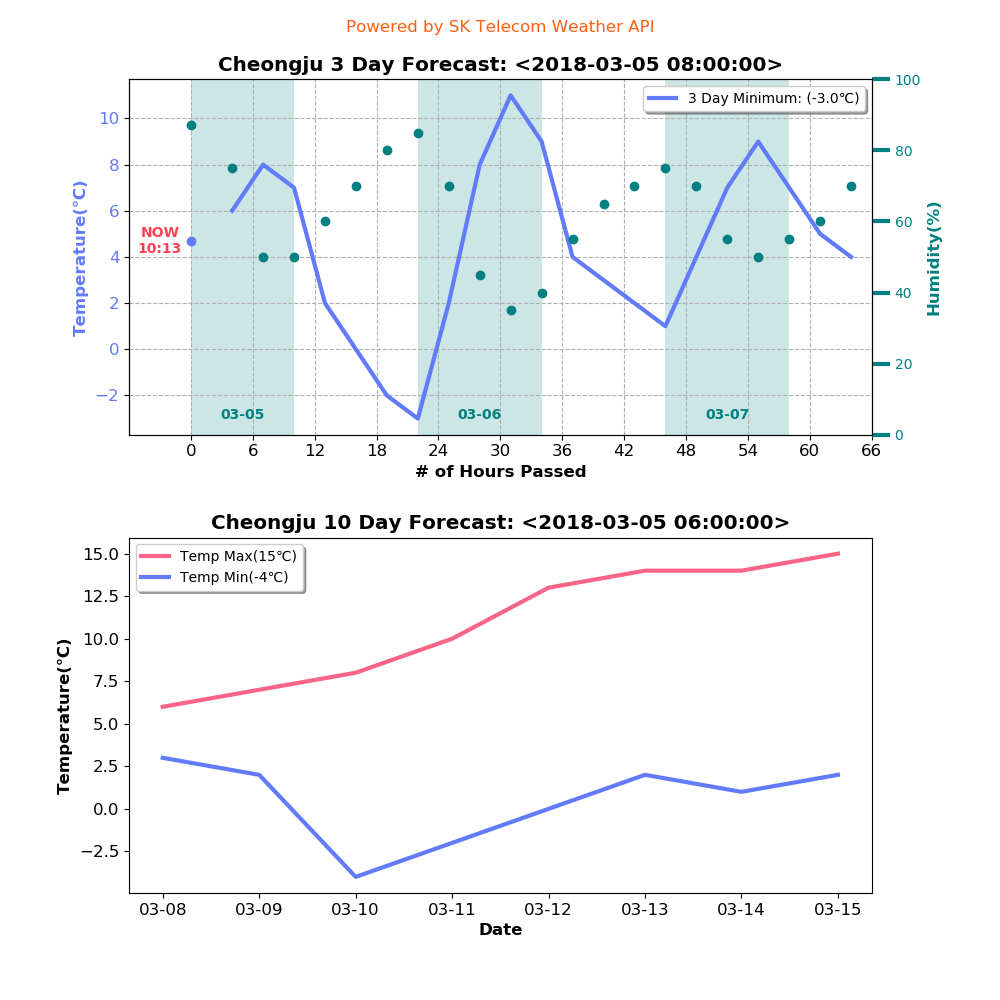 Powered by SK Telecom Weather API
Cheongju 3 Day Forecast: <2018-03-05 08:00:00>
3 Day Minimum: (-3.0℃)
10
8
6
4
2
0
−2
Temperature(℃)
NOW
10:13
100
80
60
40
20
0
Humidity(%)
03-05 03-06 03-07
0 6 12 18 24 30 36 42 48 54 60 66
# of Hours Passed
Cheongju 10 Day Forecast: <2018-03-05 06:00:00>
Temp Max(15℃)
Temp Min(-4℃)
15.0
12.5
10.0
7.5
5.0
2.5
0.0
−2.5
Temperature(℃)
03-08 03-09 03-10 03-11 03-12 03-13 03-14 03-15
Date